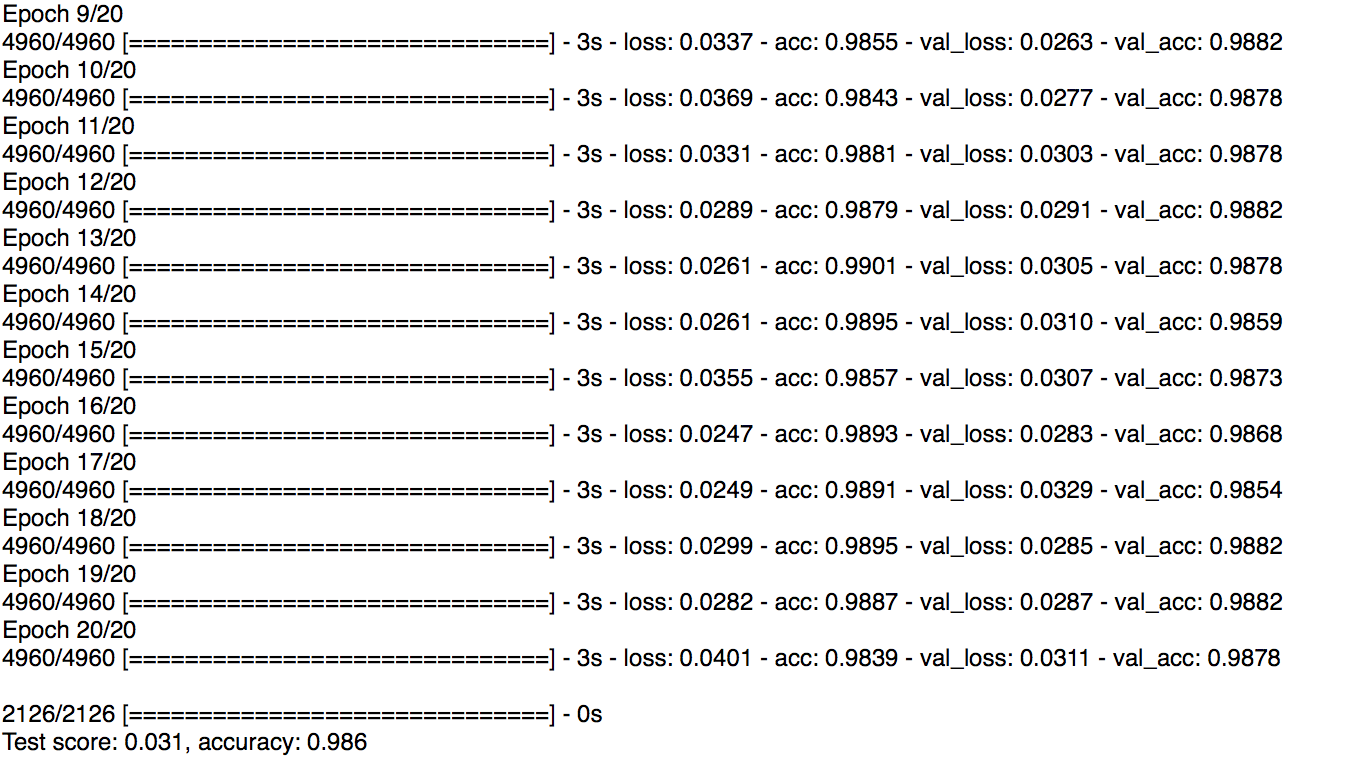 Epoch 9/20
4960/4960 [==============================] - 3s - loss: 0.0337 - acc: 0.9855 - val_loss: 0.0263 - val_acc: 0.9882
Epoch 10/20
4960/4960 [==============================] - 3s - loss: 0.0369 - acc: 0.9843 - val_loss: 0.0277 - val_acc: 0.9878
Epoch 11/20
4960/4960 [==============================] - 3s - loss: 0.0331 - acc: 0.9881 - val_loss: 0.0303 - val_acc: 0.9878
Epoch 12/20
4960/4960 [==============================] - 3s - loss: 0.0289 - acc: 0.9879 - val_loss: 0.0291 - val_acc: 0.9882
Epoch 13/20
4960/4960 [==============================] - 3s - loss: 0.0261 - acc: 0.9901 - val_loss: 0.0305 - val_acc: 0.9878
Epoch 14/20
4960/4960 [==============================] - 3s - loss: 0.0261 - acc: 0.9895 - val_loss: 0.0310 - val_acc: 0.9859
Epoch 15/20
4960/4960 [==============================] - 3s - loss: 0.0355 - acc: 0.9857 - val_loss: 0.0307 - val_acc: 0.9873
Epoch 16/20
4960/4960 [==============================] - 3s - loss: 0.0247 - acc: 0.9893 - val_loss: 0.0283 - val_acc: 0.9868
Epoch 17/20
4960/4960 [==============================] - 3s - loss: 0.0249 - acc: 0.9891 - val_loss: 0.0329 - val_acc: 0.9854
Epoch 18/20
4960/4960 [==============================] - 3s - loss: 0.0299 - acc: 0.9895 - val_loss: 0.0285 - val_acc: 0.9882
Epoch 19/20
4960/4960 [==============================] - 3s - loss: 0.0282 - acc: 0.9887 - val_loss: 0.0287 - val_acc: 0.9882
Epoch 20/20
4960/4960 [==============================] - 3s - loss: 0.0401 - acc: 0.9839 - val_loss: 0.0311 - val_acc: 0.9878
2126/2126 [==============================] - 0s
Test score: 0.031, accuracy: 0.986